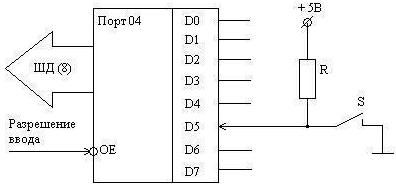 Порт 04
D0
+5В
D1
ШД (8)
D2
D3
R
D4
S
Разрешение
ввода
D5
OE
D6
D7